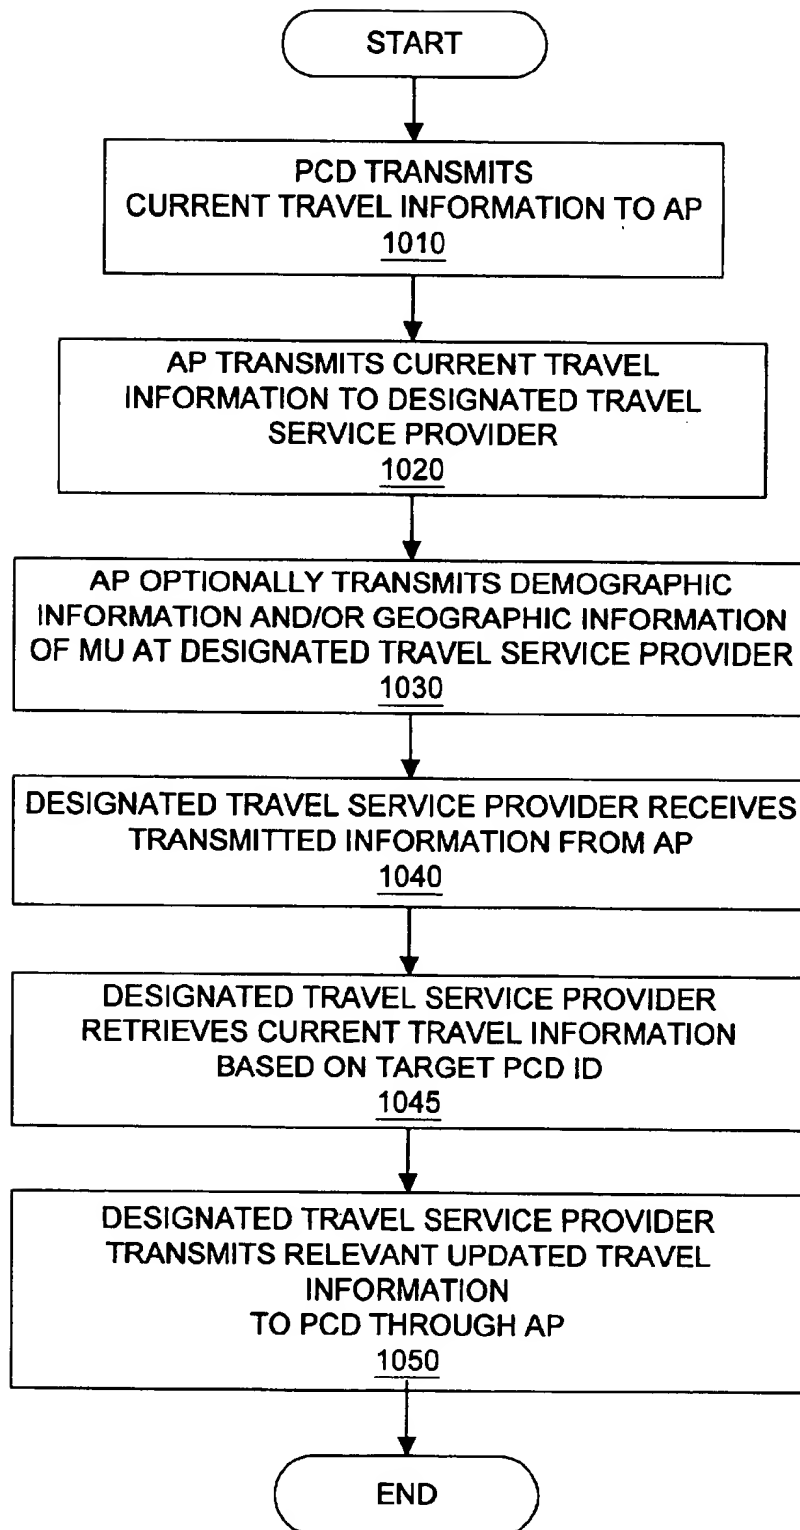 START
PCD TRANSMITS
CURRENT TRAVEL INFORMATION TO AP
1010
AP TRANSMITS CURRENT TRAVEL
INFORMATION TO DESIGNATED TRAVEL
SERVICE PROVIDER
1020
AP OPTIONALLY TRANSMITS DEMOGRAPHIC
INFORMATION AND/OR GEOGRAPHIC INFORMATION
OF MU AT DESIGNATED TRAVEL SERVICE PROVIDER
1030
DESIGNATED TRAVEL SERVICE PROVIDER RECEIVES
TRANSMITTED INFORMATION FROM AP
1040
DESIGNATED TRAVEL SERVICE PROVIDER
RETRIEVES CURRENT TRAVEL INFORMATION
BASED ON TARGET PCD ID
1045
DESIGNATED TRAVEL SERVICE PROVIDER
TRANSMITS RELEVANT UPDATED TRAVEL
INFORMATION
TO PCD THROUGH AP
1050
END